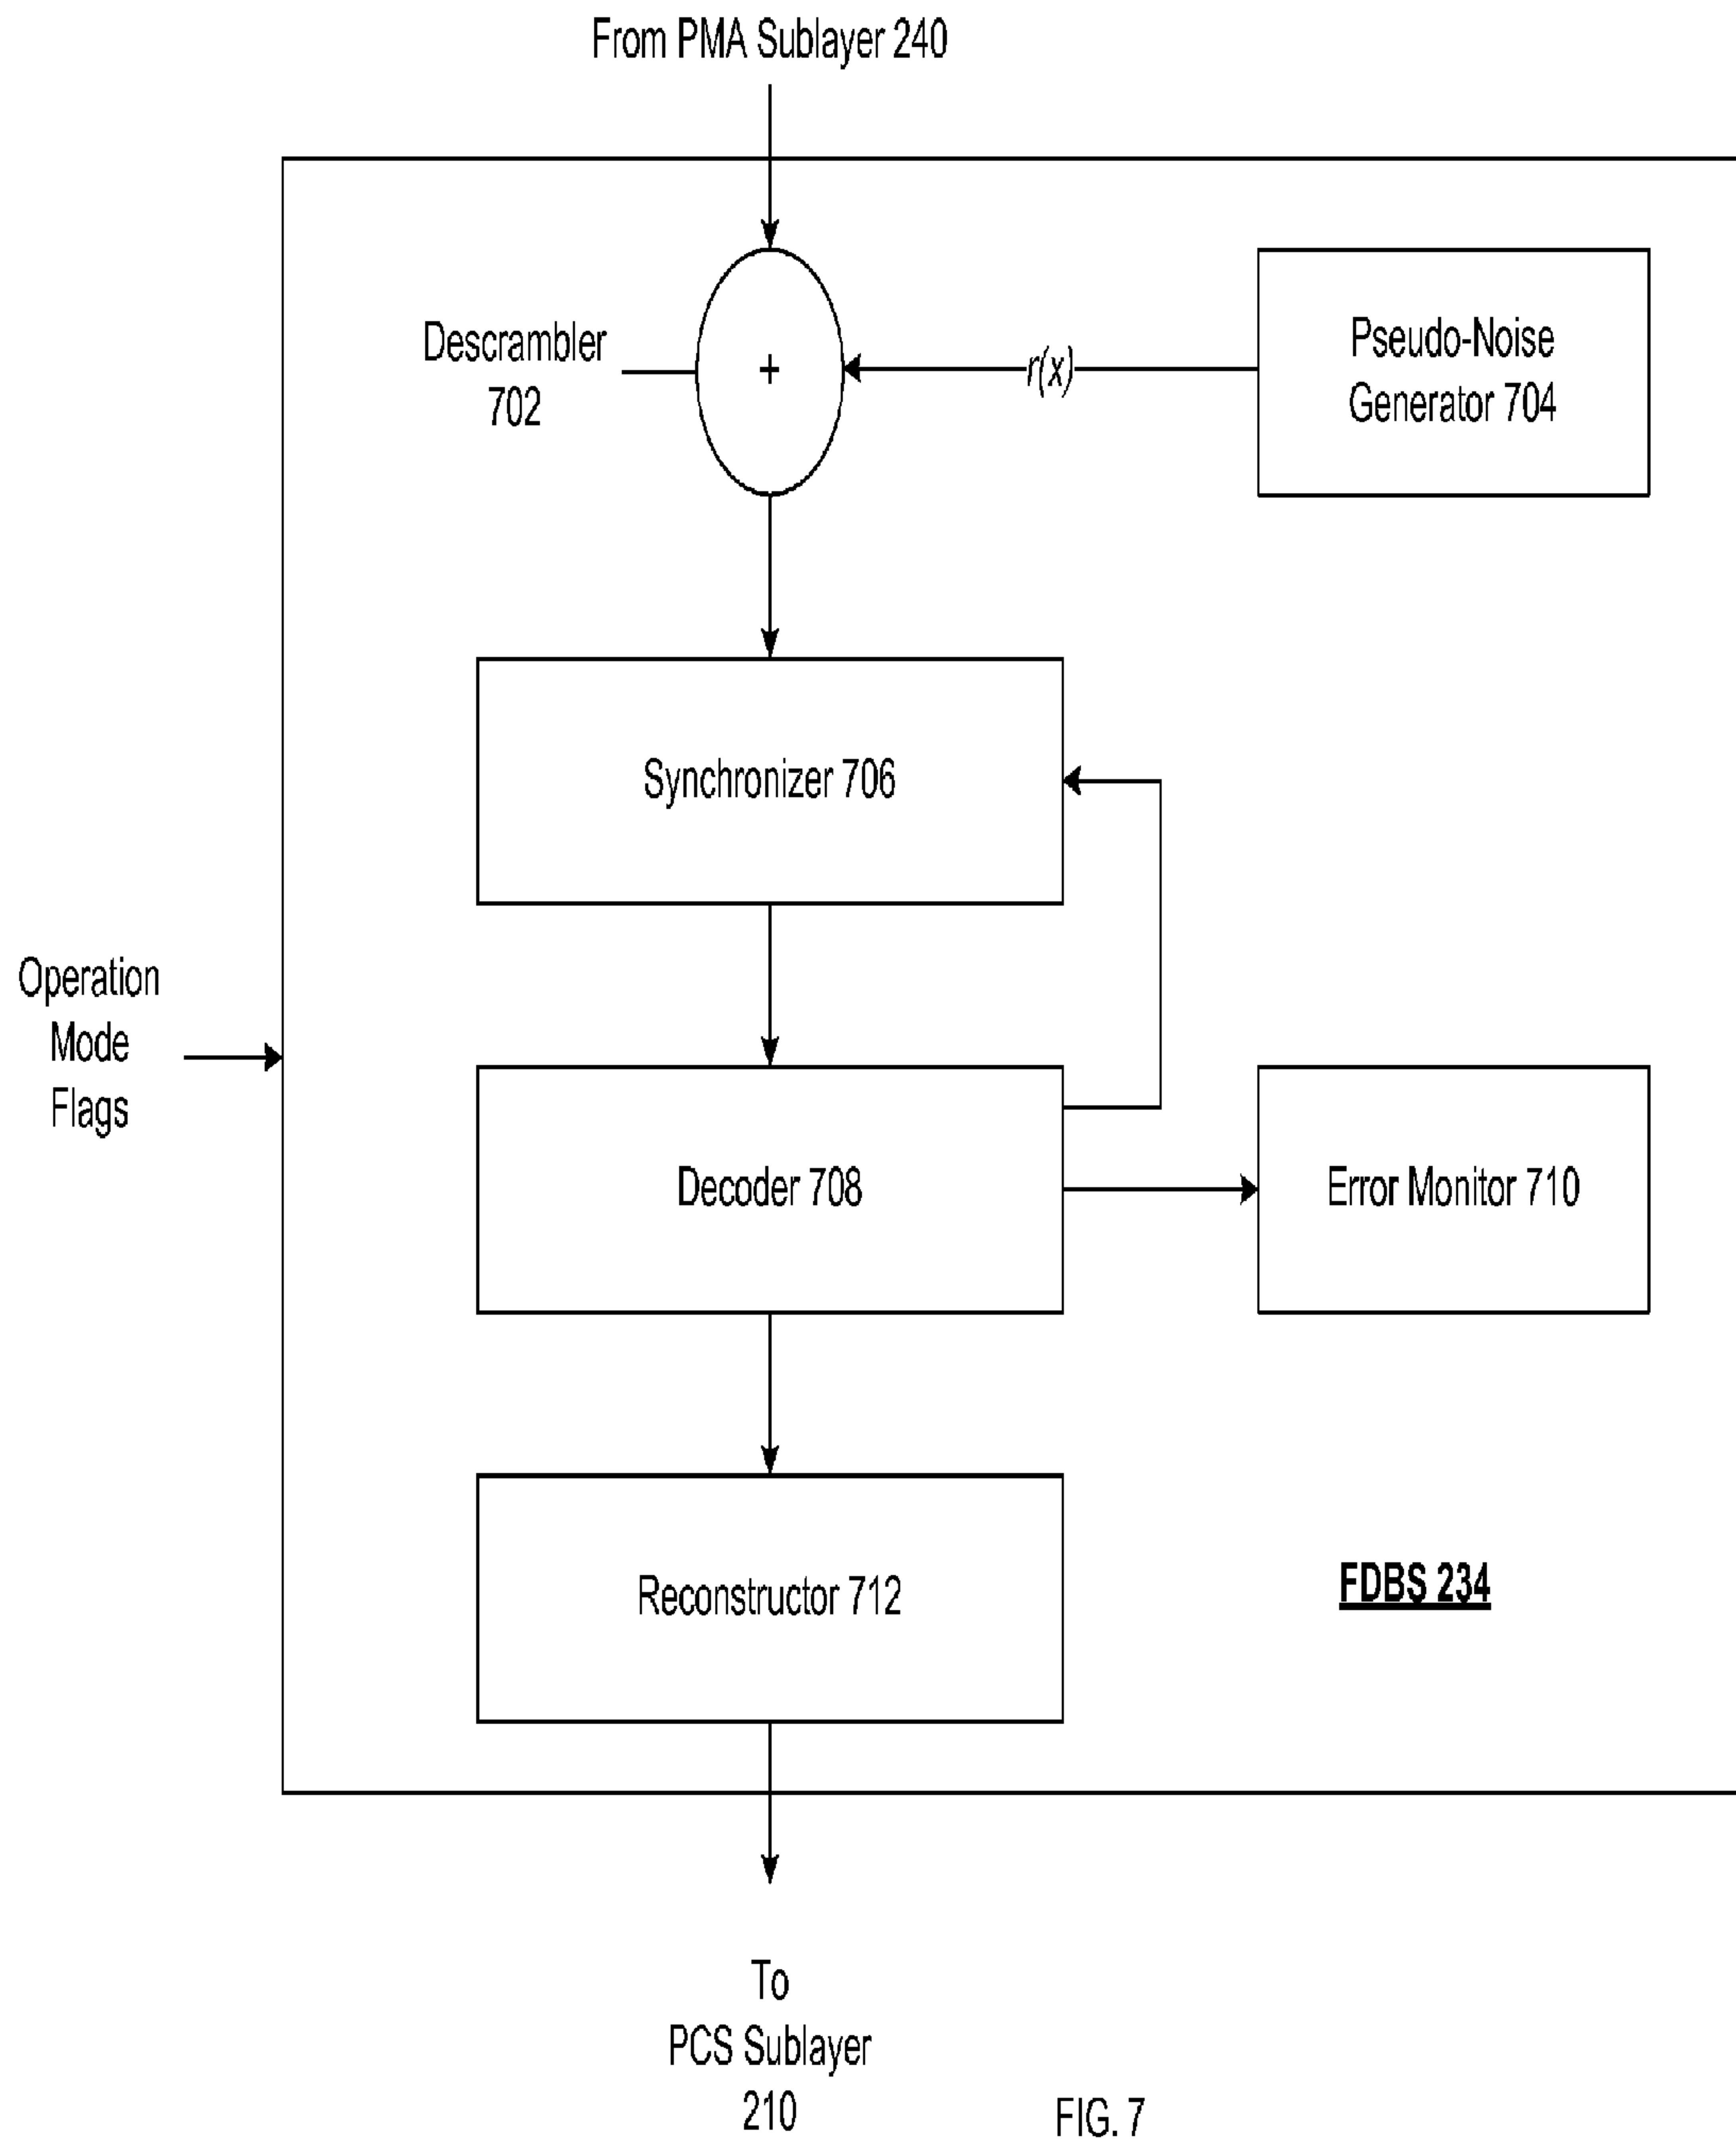 From PMA Sublayer 240
Descrambler
702
+
r(x)
Pseudo-Noise
Generator 704
Synchronizer 706
Operation
Mode
Flags
Decoder 708
Error Monitor 710
Reconstructor 712
FDBS 234
To
PCS Sublayer
210
FIG. 7